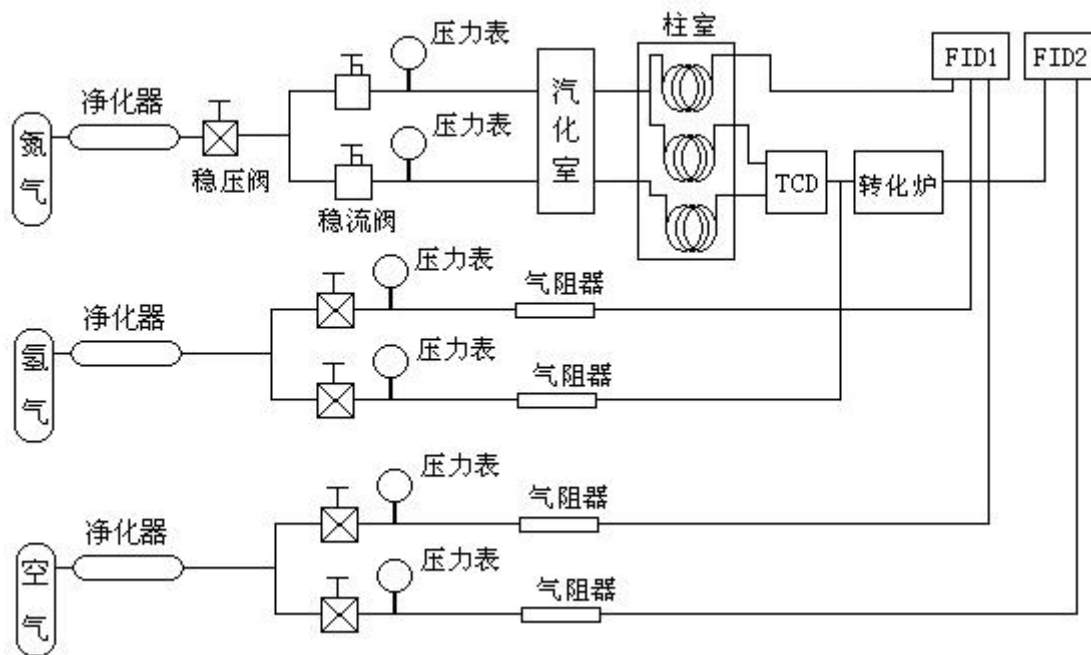 柱室
压力表
FID1
FID2
净化器
汽化室
氮气
压力表
稳压阀
TCD
转化炉
稳流阀
压力表
气阻器
净化器
氢气
压力表
气阻器
压力表
气阻器
净化器
空气
压力表
气阻器